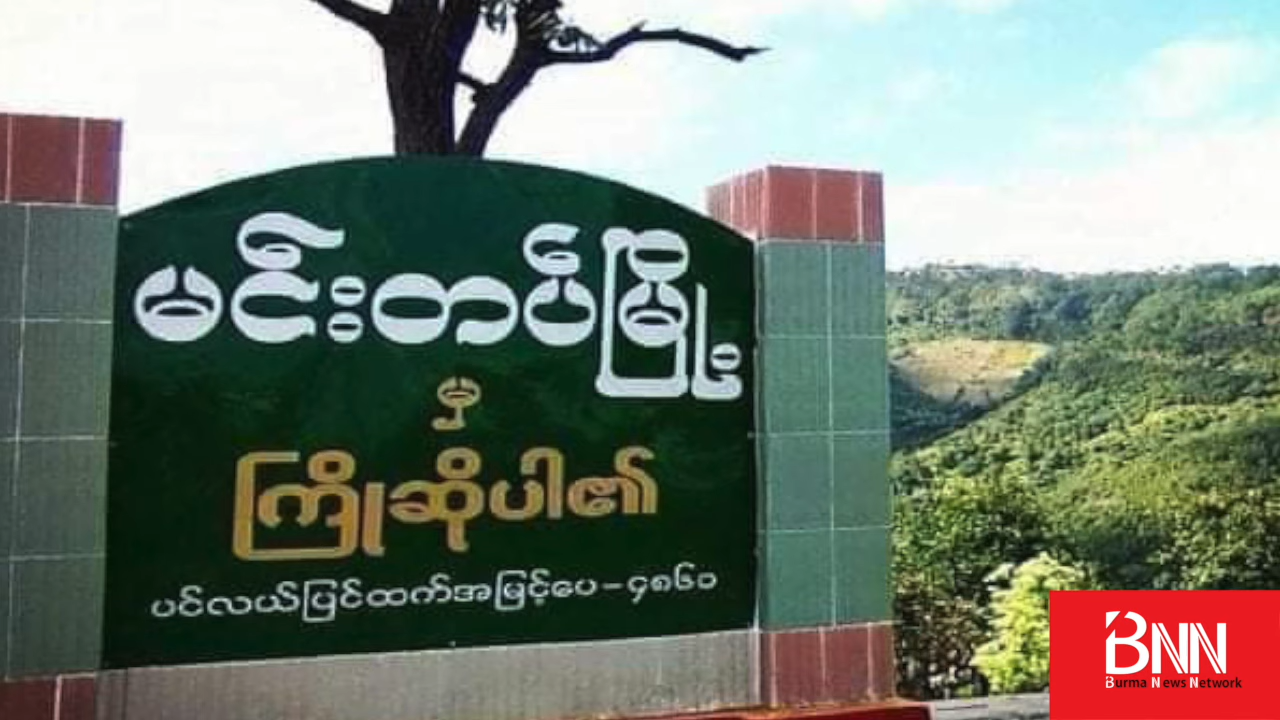 မင်းတပ်မြို့
မှ
ကြိုဆိုပါ၏
ပင်လယ်ပြင်ထက်အမြင့်ပေ-၄၈၆၀
BNN
Burma News Network